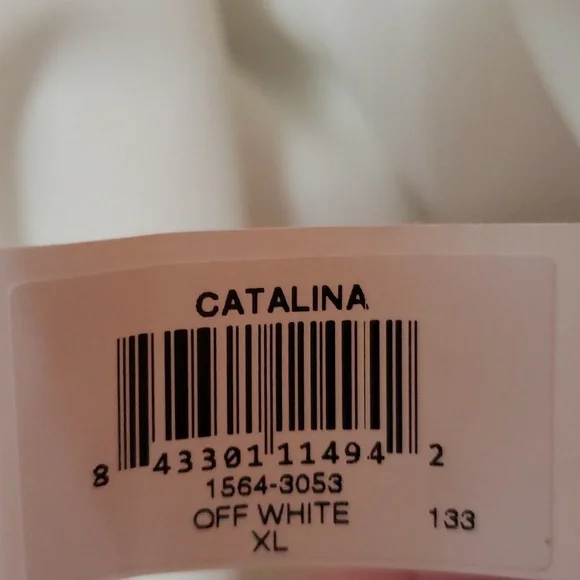 CATALINA
8 43301 11494 2
1564-3053
OFF WHITE 133
XL